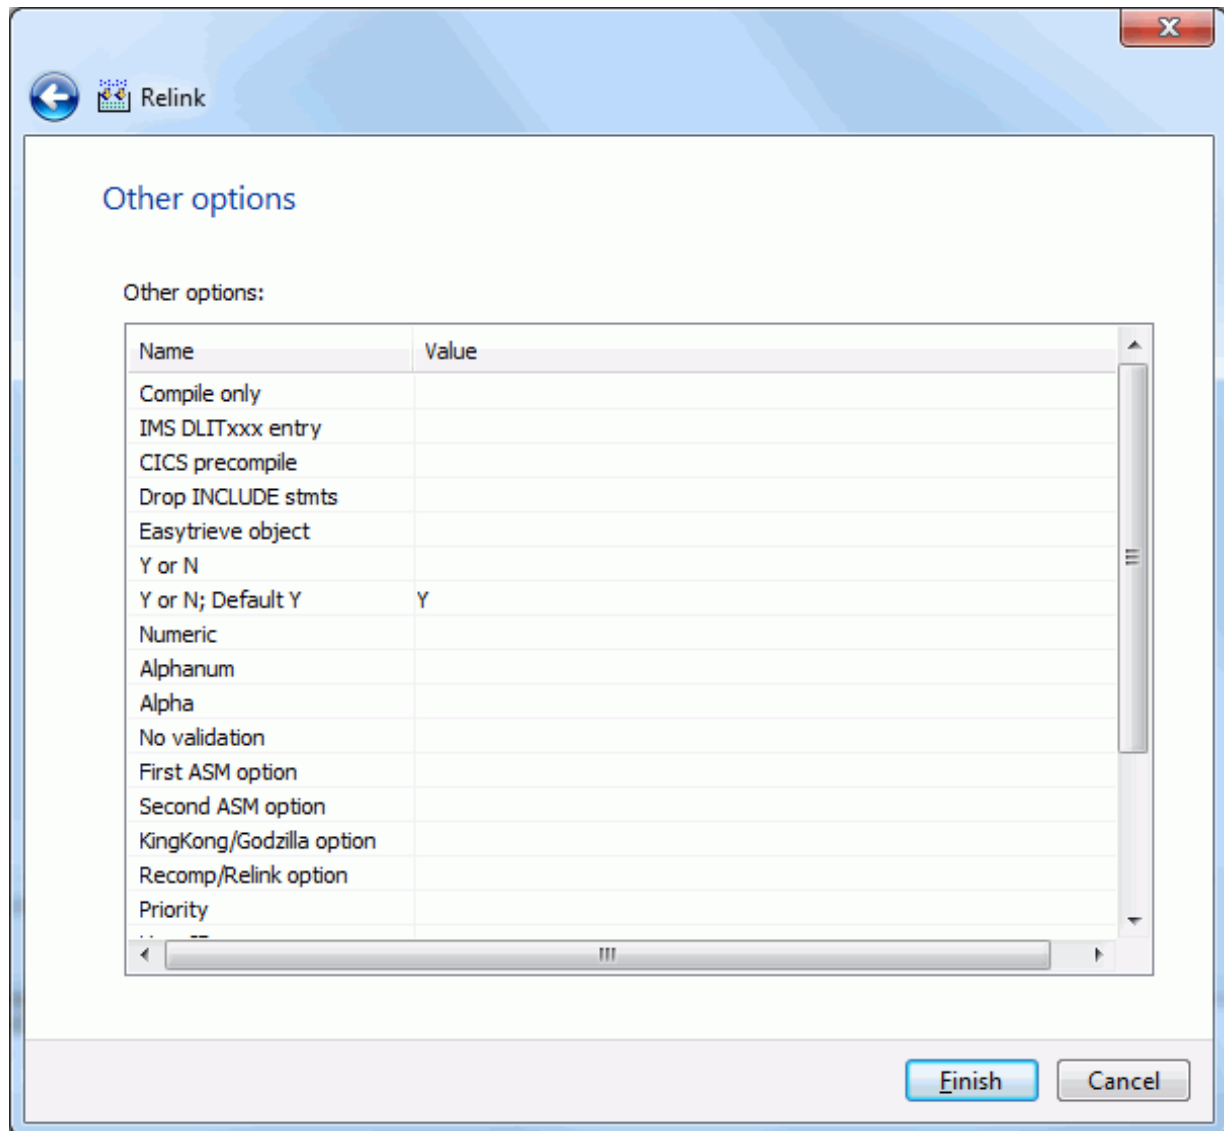 Relink
Other options
Other options:
Name Value
Compile only
IMS DLITxxx entry
CICS precompile
Drop INCLUDE stmts
Easytrieve object
Y or N
Y or N; Default Y Y
Numeric
Alphanum
Alpha
No validation
First ASM option
Second ASM option
KingKong/Godzilla option
Recomp/Relink option
Priority
Finish Cancel